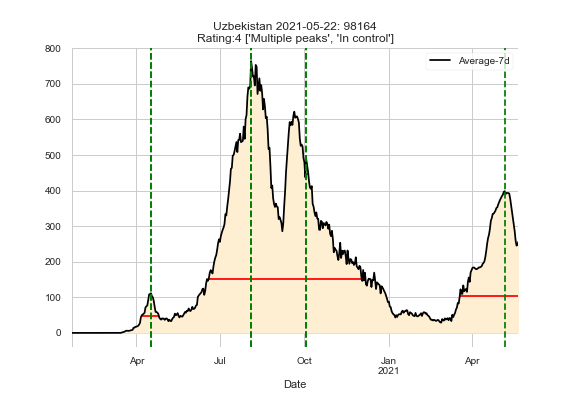 Uzbekistan 2021-05-22: 98164
Rating:4 ['Multiple peaks', 'In control']
Average-7d
800
700
600
500
400
300
200
100
0
Apr
Jul
Oct
Jan
2021
Apr
Date